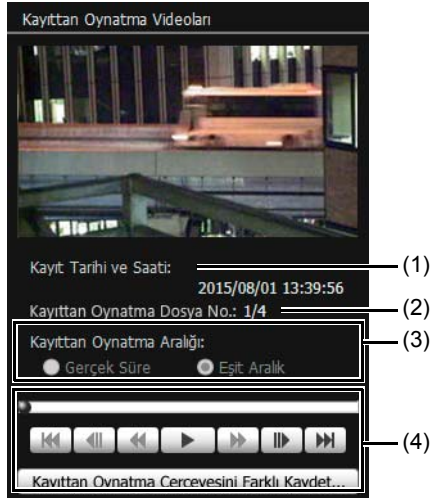 Kayıttan Oynatma Videoları
Kayıt Tarihi ve Saati:
(1)
2015/08/01 13:39:56
Kayıttan Oynatma Dosya No.: 1/4
(2)
Kayıttan Oynatma Aralığı:
(3)
Gerçek Süre Eşit Aralık
(4)
Kayıttan Oynatma Çerçevesini Farklı Kaydet...